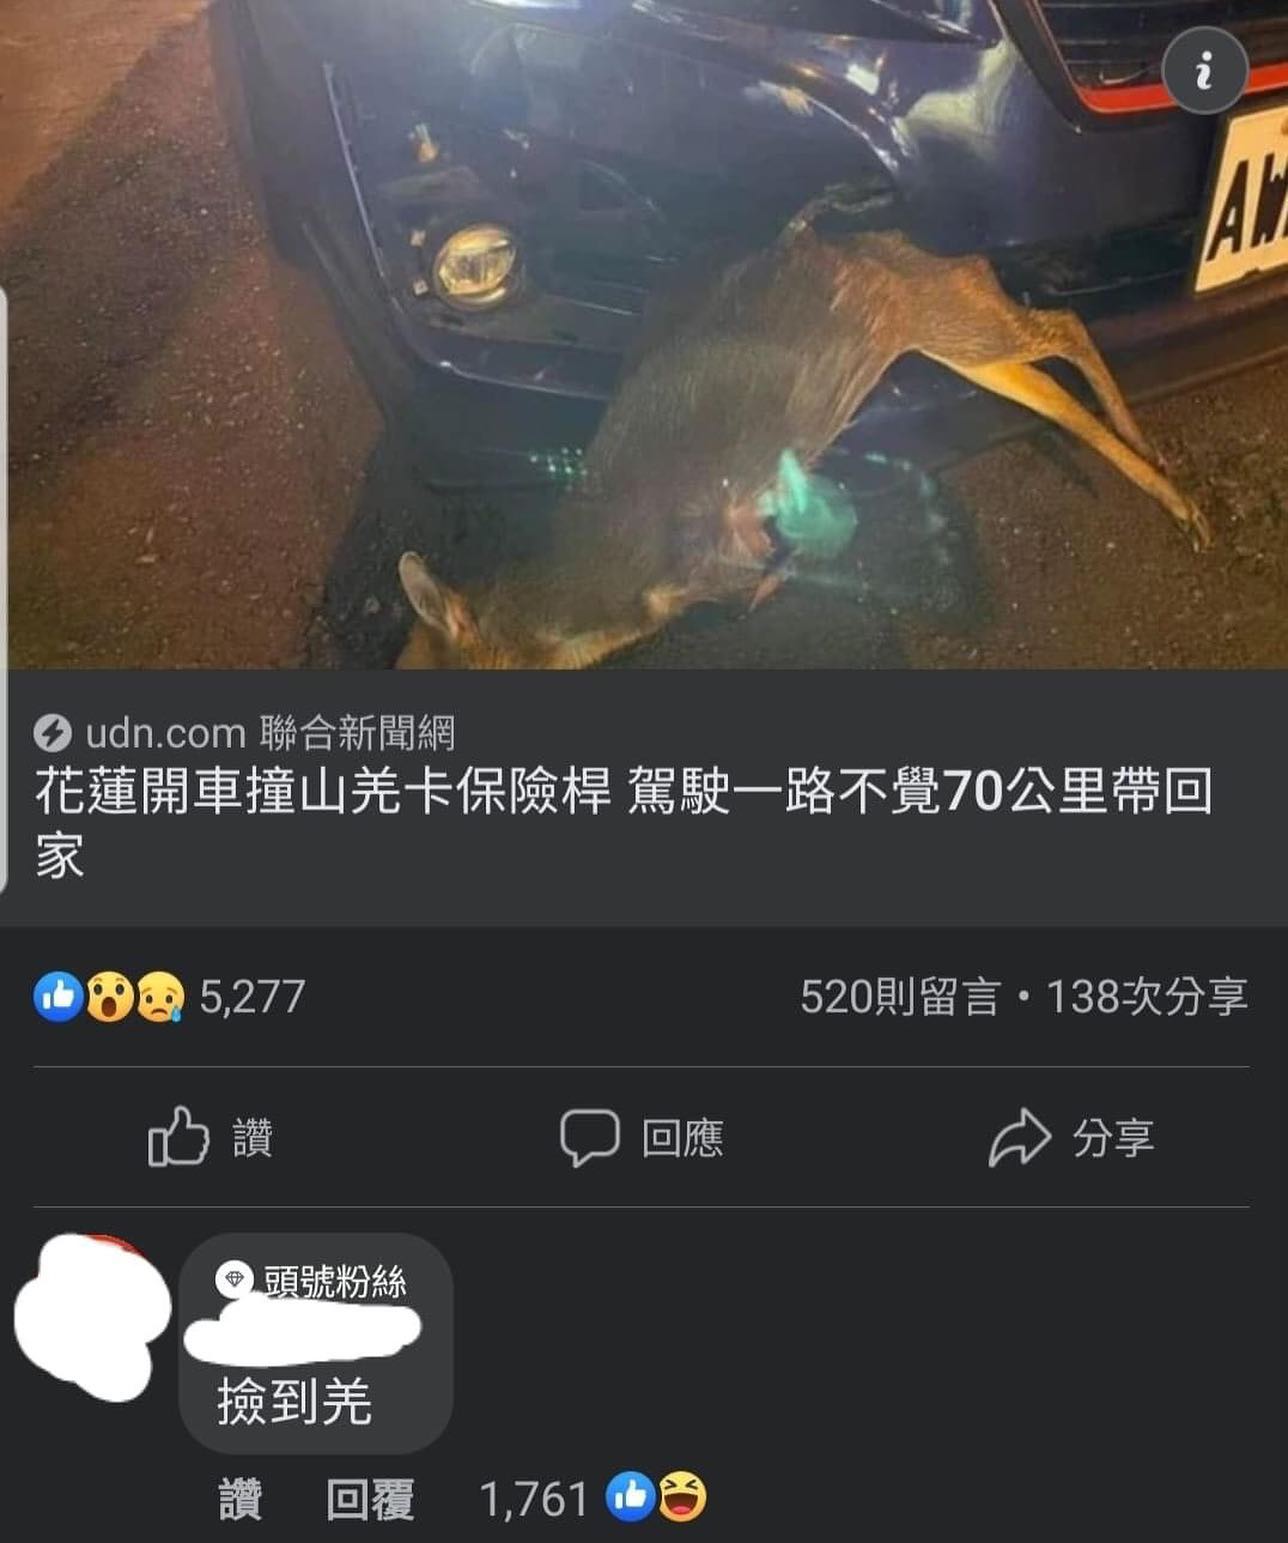 i
AW
udn.com 聯合新聞網
花蓮開車撞山羌卡保險桿 駕駛一路不覺70公里帶回
家
5,277
520則留言・138次分享
讚
回應
分享
頭號粉絲
撿到羌
讚 回覆 1,761